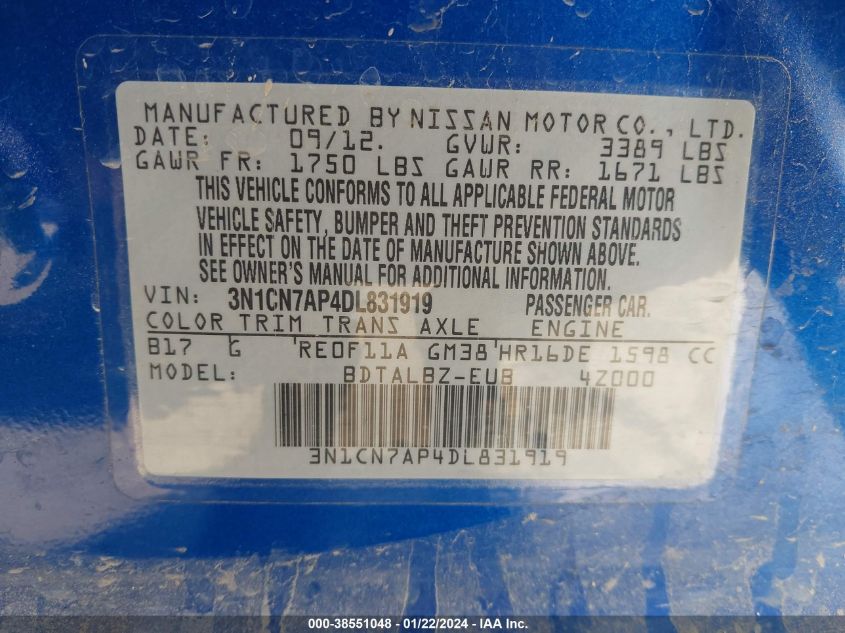 MANUFACTURED BY NISSAN MOTOR CO., LTD.
DATE: 09/12. GVWR: 3389 LBS
GAWR FR: 1750 LBS GAWR RR: 1671 LBS
THIS VEHICLE CONFORMS TO ALL APPLICABLE FEDERAL MOTOR
VEHICLE SAFETY, BUMPER AND THEFT PREVENTION STANDARDS
IN EFFECT ON THE DATE OF MANUFACTURE SHOWN ABOVE.
SEE OWNER'S MANUAL FOR ADDITIONAL INFORMATION.
VIN: 3N1CN7AP4DL831919 PASSENGER CAR.
COLOR TRIM TRANS AXLE ENGINE
B17 G RE0F11A GM38 HR16DE 1598 CC
MODEL: BDTALBZ-EUB 4Z000
3N1CN7AP4DL831919
000-38551048 - 01/22/2024 - IAAI.COM